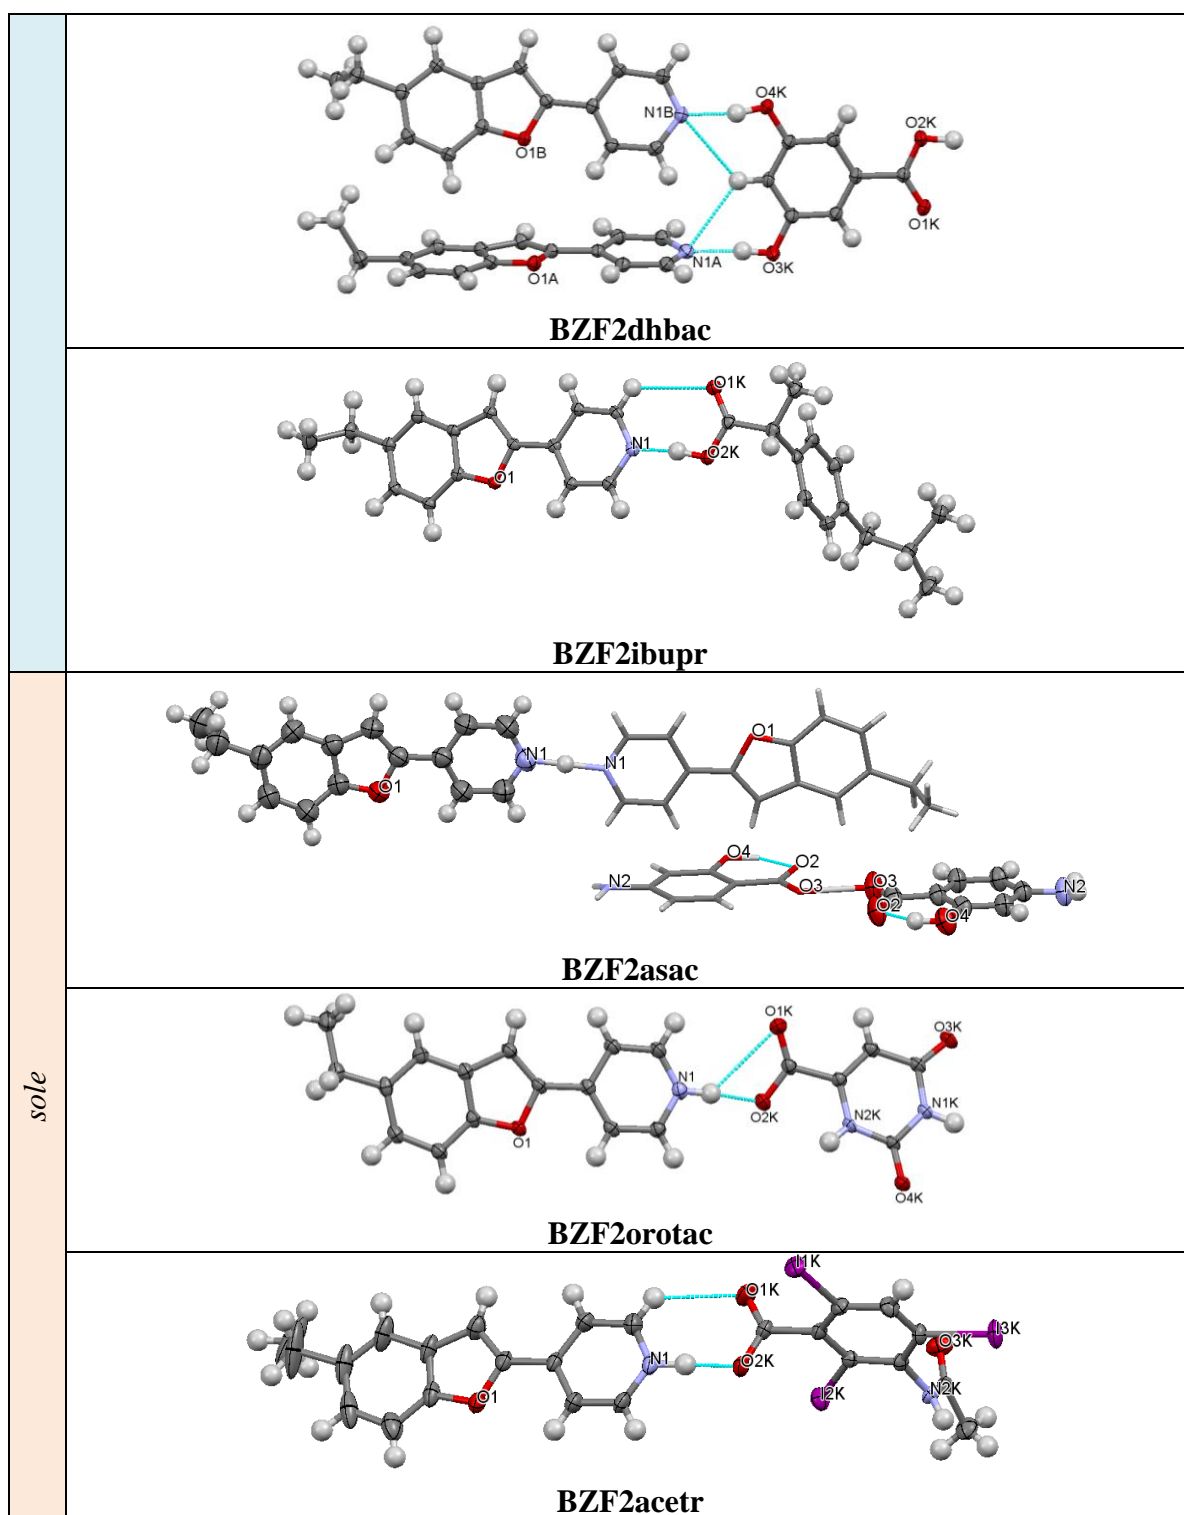 O4K
N1B
O2K
O1B
O1K
N1A
O3K
O1A
BZF2dhbac
O1K
N1
O2K
O1
BZF2ibupr
sole
N1
N1
O1
O1
O4
O2
N2
O3
O3
N2
O2
O4
BZF2asac
O1K
O3K
N1
O2K
N1K
N2K
O1
O4K
BZF2orotac
I1K
O1K
I3K
O3K
N1
O2K
N2K
O1
I2K
BZF2acetr